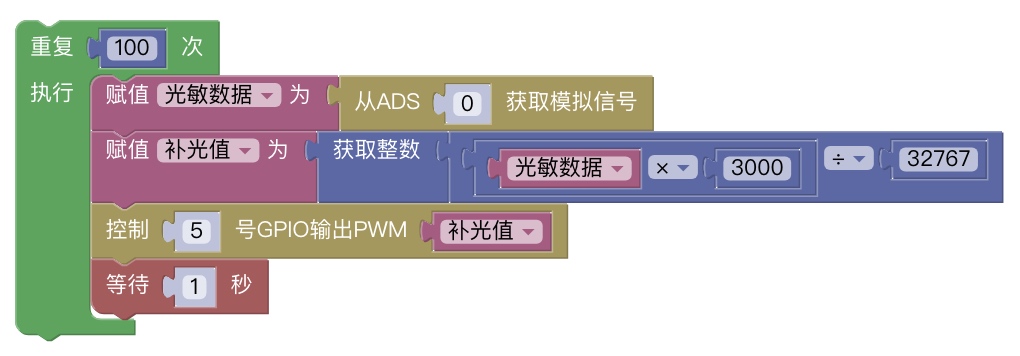 重复 100 次
执行
赋值 光敏数据 为 从ADS 0 获取模拟信号
赋值 补光值 为 获取整数 光敏数据 × 3000 ÷ 32767
控制 5 号GPIO输出PWM 补光值
等待 1 秒